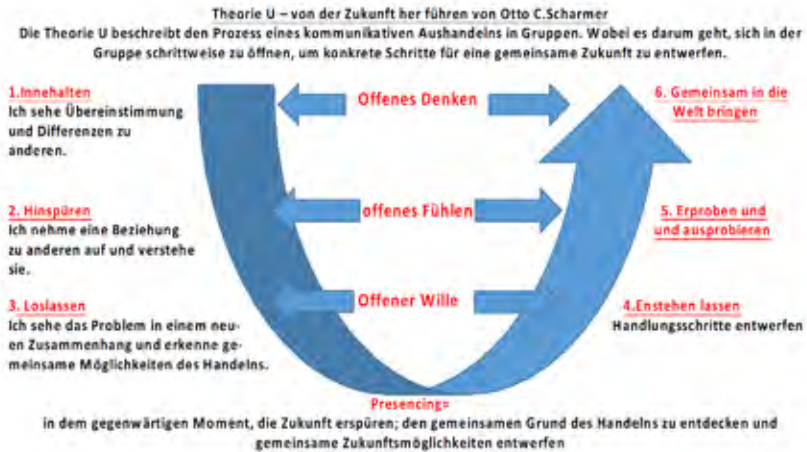 Theorie U – von der Zukunft her führen von Otto C.Scharmer
Die Theorie U beschreibt den Prozess eines kommunikativen Aushandelns in Gruppen. Wobei es darum geht, sich in der
Gruppe schrittweise zu öffnen, um konkrete Schritte für eine gemeinsame Zukunft zu entwerfen.
1.Innehalten
Ich sehe Übereinstimmung
und Differenzen zu
anderen.
Offenes Denken
6. Gemeinsam in die
Welt bringen
2. Hinspüren
Ich nehme eine Beziehung
zu anderen auf und verstehe
sie.
offenes Fühlen
5. Erproben und
und ausprobieren
3. Loslassen
Ich sehe das Problem in einem neu-
en Zusammenhang und erkenne ge-
meinsame Möglichkeiten des Handelns.
Offener Wille
4.Enstehen lassen
Handlungsschritte entwerfen
Presencing=
in dem gegenwärtigen Moment, die Zukunft erspüren; den gemeinsamen Grund des Handelns zu entdecken und
gemeinsame Zukunftsmöglichkeiten entwerfen